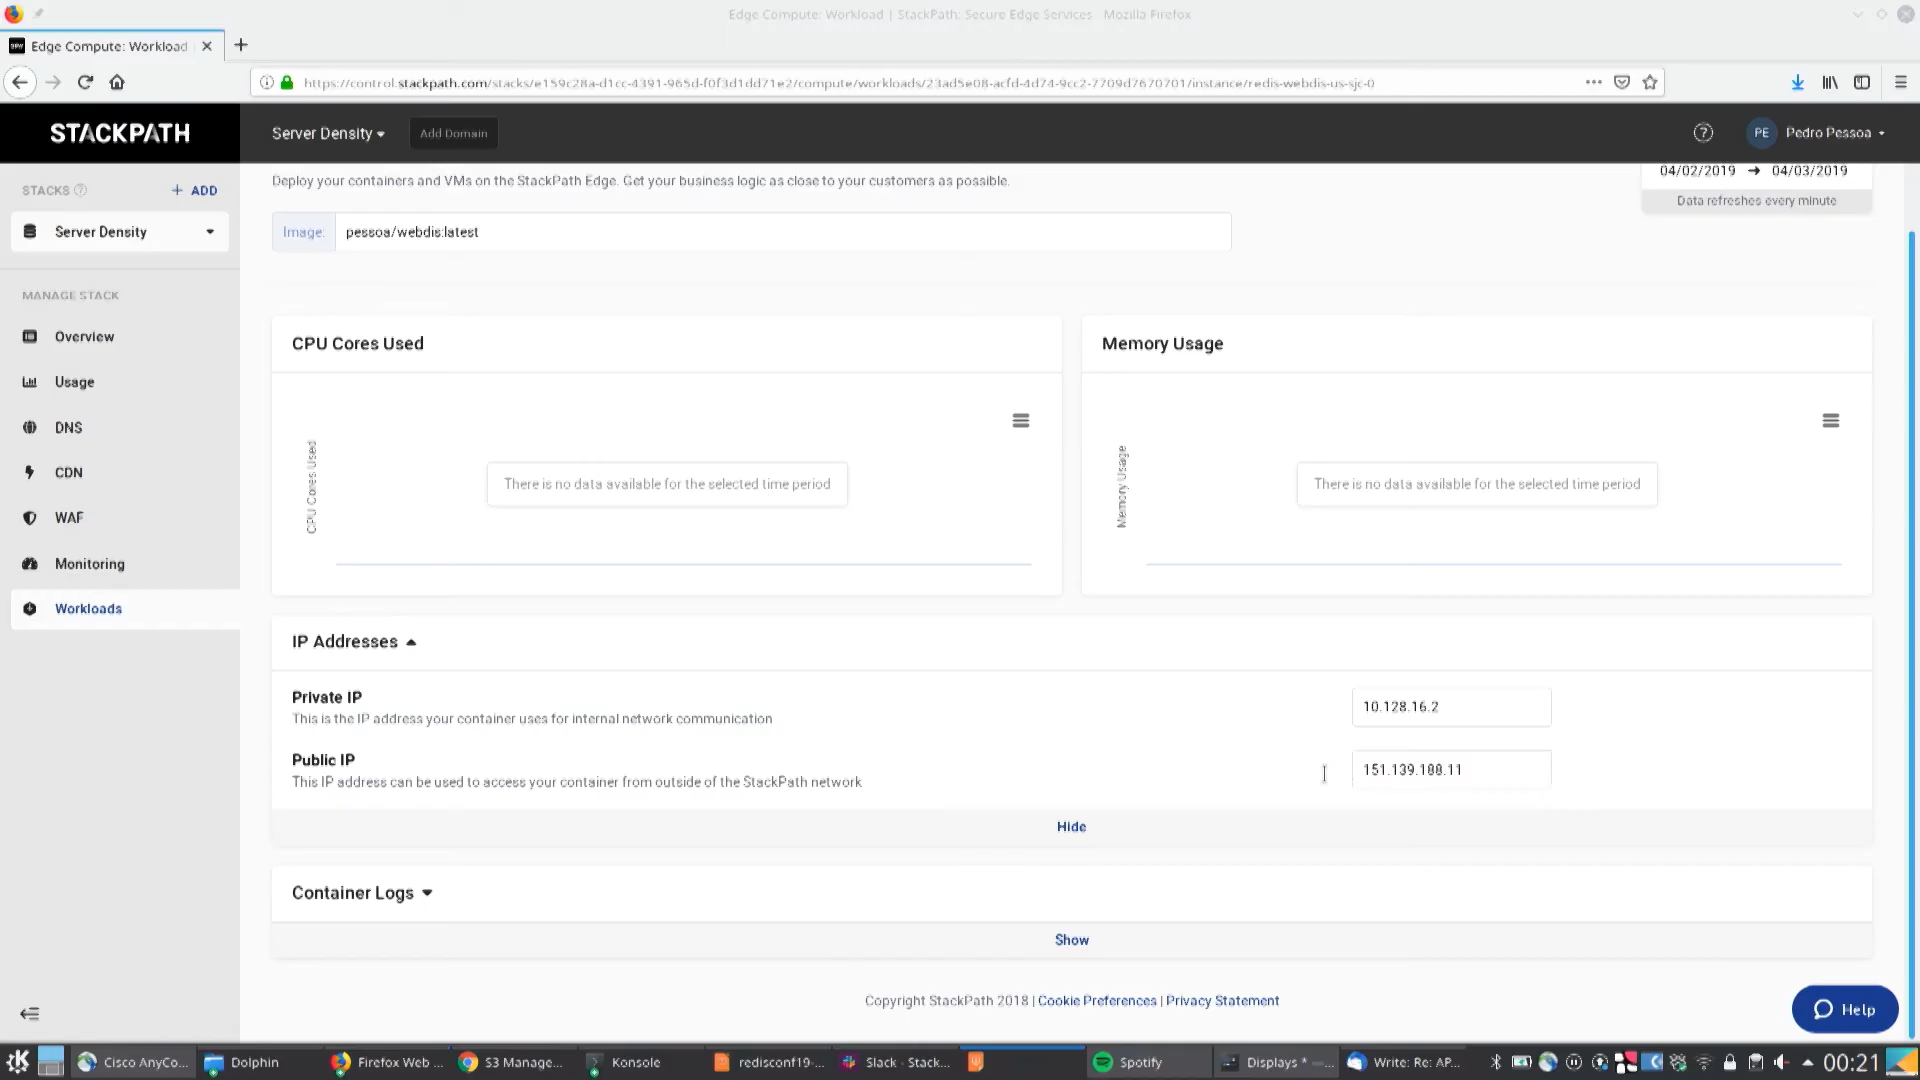 Edge Compute: Workload | StackPath: Secure Edge Services - Mozilla Firefox
Edge Compute: Workload
https://control.stackpath.com/stacks/e159c28a-d1cc-4391-965d-f0f3d1dd71e2/compute/workloads/23ad5e08-acfd-4d74-9cc2-7709d7670701/instance/redis-webdis-us-sjc-0
STACKPATH
Server Density
Add Domain
PE
Pedro Pessoa
STACKS
+ ADD
Server Density
MANAGE STACK
Overview
Usage
DNS
CDN
WAF
Monitoring
Workloads
Deploy your containers and VMs on the StackPath Edge. Get your business logic as close to your customers as possible.
04/02/2019 → 04/03/2019
Data refreshes every minute
Image: pessoa/webdis:latest
CPU Cores Used
CPU Cores Used
There is no data available for the selected time period
Memory Usage
Memory Usage
There is no data available for the selected time period
IP Addresses
Private IP
This is the IP address your container uses for internal network communication
10.128.16.2
Public IP
This IP address can be used to access your container from outside of the StackPath network
151.139.188.11
Hide
Container Logs
Show
Copyright StackPath 2018 | Cookie Preferences | Privacy Statement
Help
Cisco AnyCo...
Dolphin
Firefox Web ...
S3 Manage...
Konsole
redisconf19-...
Slack - Stack...
Spotify
Displays * —...
Write: Re: AP...
00:21